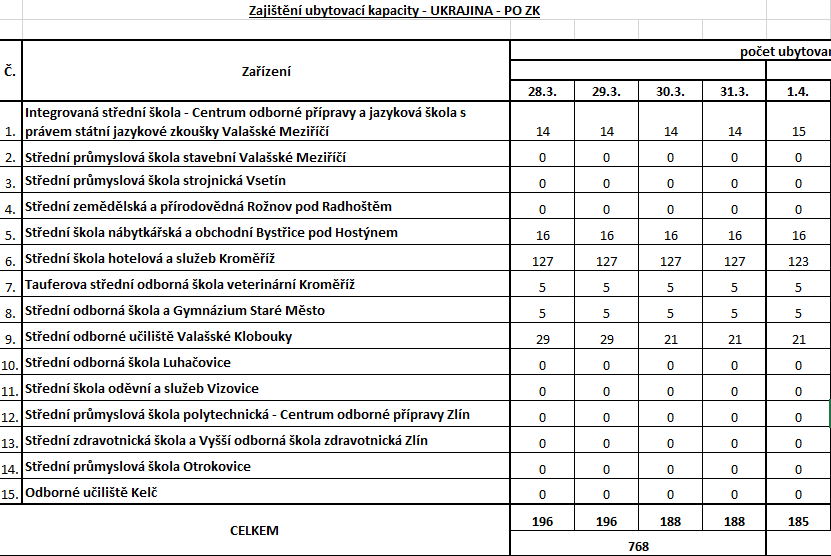 Zajištění ubytovací kapacity - UKRAJINA - PO ZK
Č. Zařízení počet ubytovan
28.3. 29.3. 30.3. 31.3. 1.4.
Integrovaná střední škola - Centrum odborné přípravy a jazyková škola s
1. právem státní jazykové zkoušky Valašské Meziříčí 14 14 14 14 15
2. Střední průmyslová škola stavební Valašské Meziříčí 0 0 0 0 0
3. Střední průmyslová škola strojnická Vsetín 0 0 0 0 0
4. Střední zemědělská a přírodovědná Rožnov pod Radhoštěm 0 0 0 0 0
5. Střední škola nábytkářská a obchodní Bystřice pod Hostýnem 16 16 16 16 16
6. Střední škola hotelová a služeb Kroměříž 127 127 127 127 123
7. Tauferova střední odborná škola veterinární Kroměříž 5 5 5 5 5
8. Střední odborná škola a Gymnázium Staré Město 5 5 5 5 5
9. Střední odborné učiliště Valašské Klobouky 29 29 21 21 21
10. Střední odborná škola Luhačovice 0 0 0 0 0
11. Střední škola oděvní a služeb Vizovice 0 0 0 0 0
12. Střední průmyslová škola polytechnická - Centrum odborné přípravy Zlín 0 0 0 0 0
13. Střední zdravotnická škola a Vyšší odborná škola zdravotnická Zlín 0 0 0 0 0
14. Střední průmyslová škola Otrokovice 0 0 0 0 0
15. Odborné učiliště Kelč 0 0 0 0 0
CELKEM 196 196 188 188 185
768